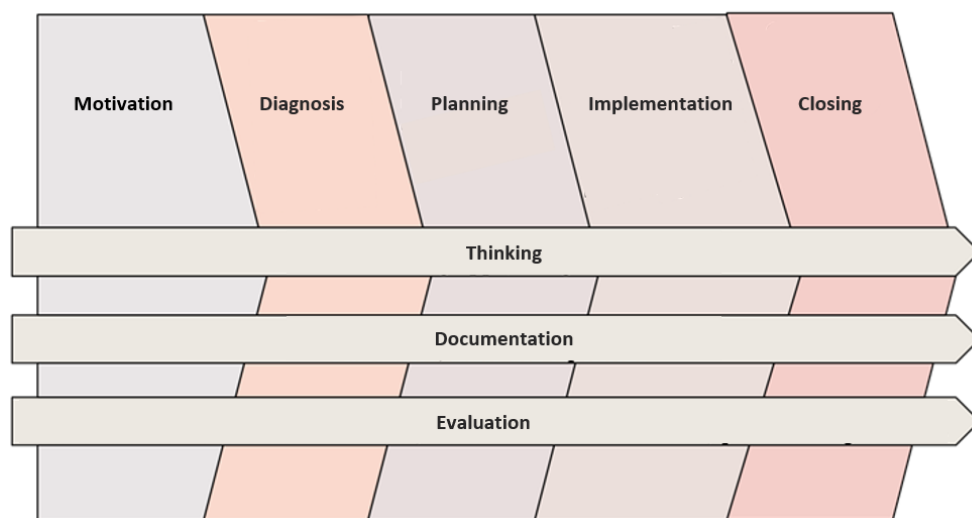 Motivation
Diagnosis
Planning
Implementation
Closing
Thinking
Documentation
Evaluation